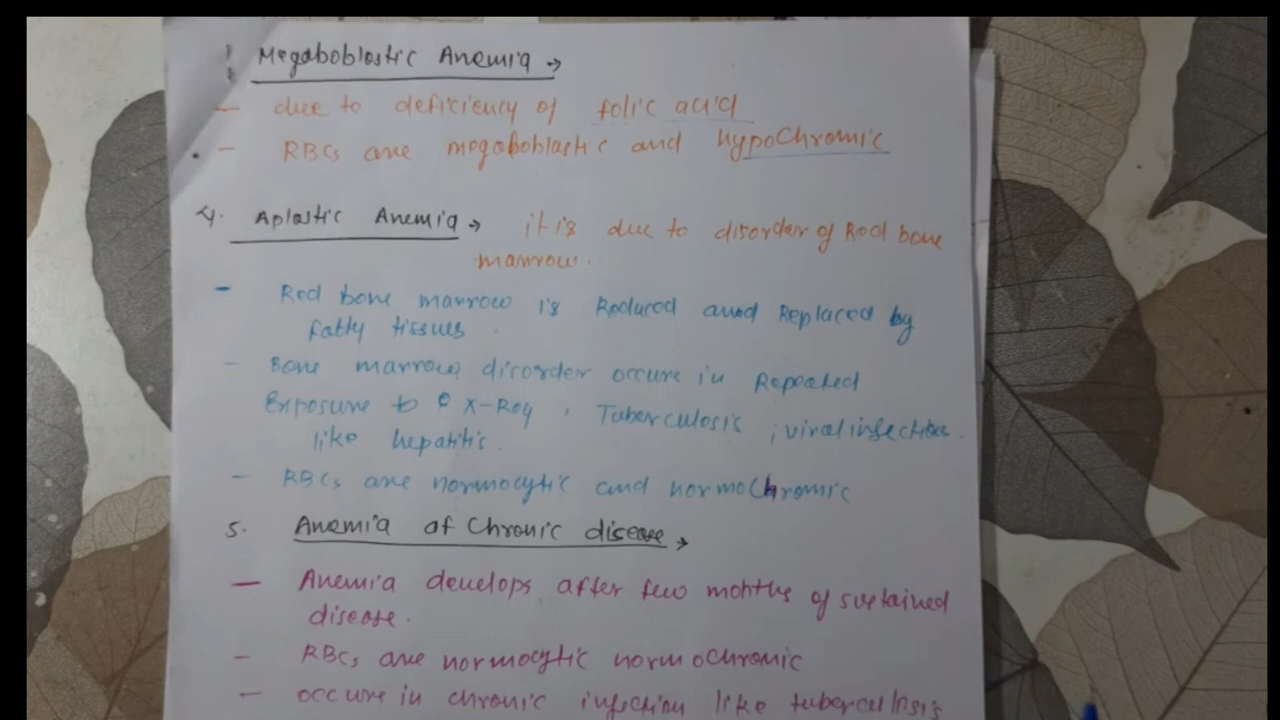 Megaboblastic Anemia →
- due to deficiency of folic acid
- RBCs are megaboblastic and hypoChromic
4. Aplastic Anemia → it is due to disorder of Red bone
marrow.
- Red bone marrow is Reduced and Replaced by
fatty tissues
- Bone marrow disorder occure in Repeated
Exposure to X-Ray, Tuberculosis, viral infection
like hepatitis.
- RBCs are normocytic and normoChromic
5. Anemia of Chronic disease →
- Anemia develops after few months of sustained
disease.
- RBCs are normocytic normochromic
- occure in chronic infection like tuberculosis